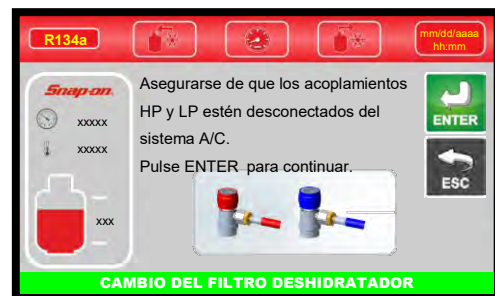 R134a
mm/dd/aaaa
hh:mm
Snap-on
xxxxx
xxxxx
xxx
Asegurarse de que los acoplamientos
HP y LP estén desconectados del
sistema A/C.
Pulse ENTER para continuar.
ENTER
ESC
CAMBIO DEL FILTRO DESHIDRATADOR